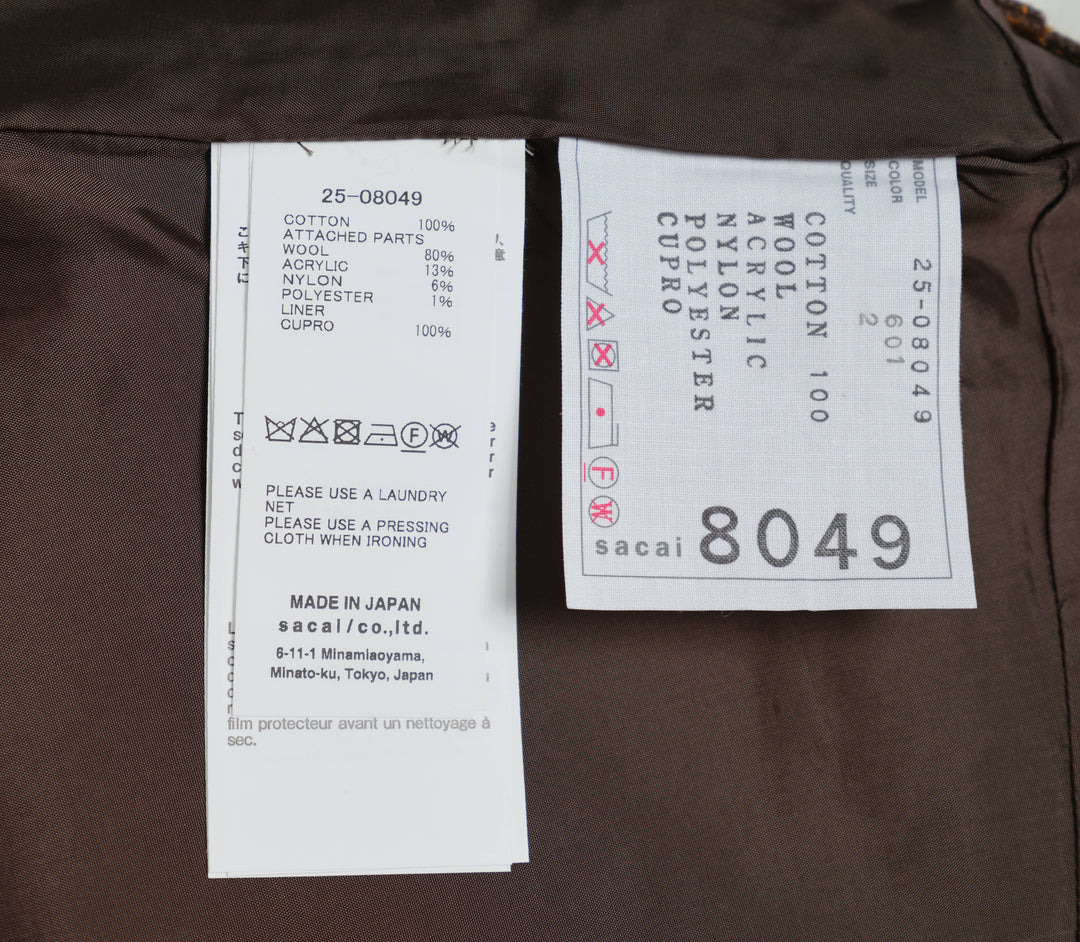 25-08049
COTTON 100%
ATTACHED PARTS
WOOL 80%
ACRYLIC 13%
NYLON 6%
POLYESTER 1%
LINER
CUPRO 100%
F W
PLEASE USE A LAUNDRY
NET
PLEASE USE A PRESSING
CLOTH WHEN IRONING
MADE IN JAPAN
sacai/co.,ltd.
6-11-1 Minamiaoyama,
Minato-ku, Tokyo, Japan
film protecteur avant un nettoyage à
sec.
MODEL 25-08049
COLOR 601
SIZE 2
QUALITY
COTTON 100
WOOL
ACRYLIC
NYLON
POLYESTER
CUPRO
F
W
sacai 8049